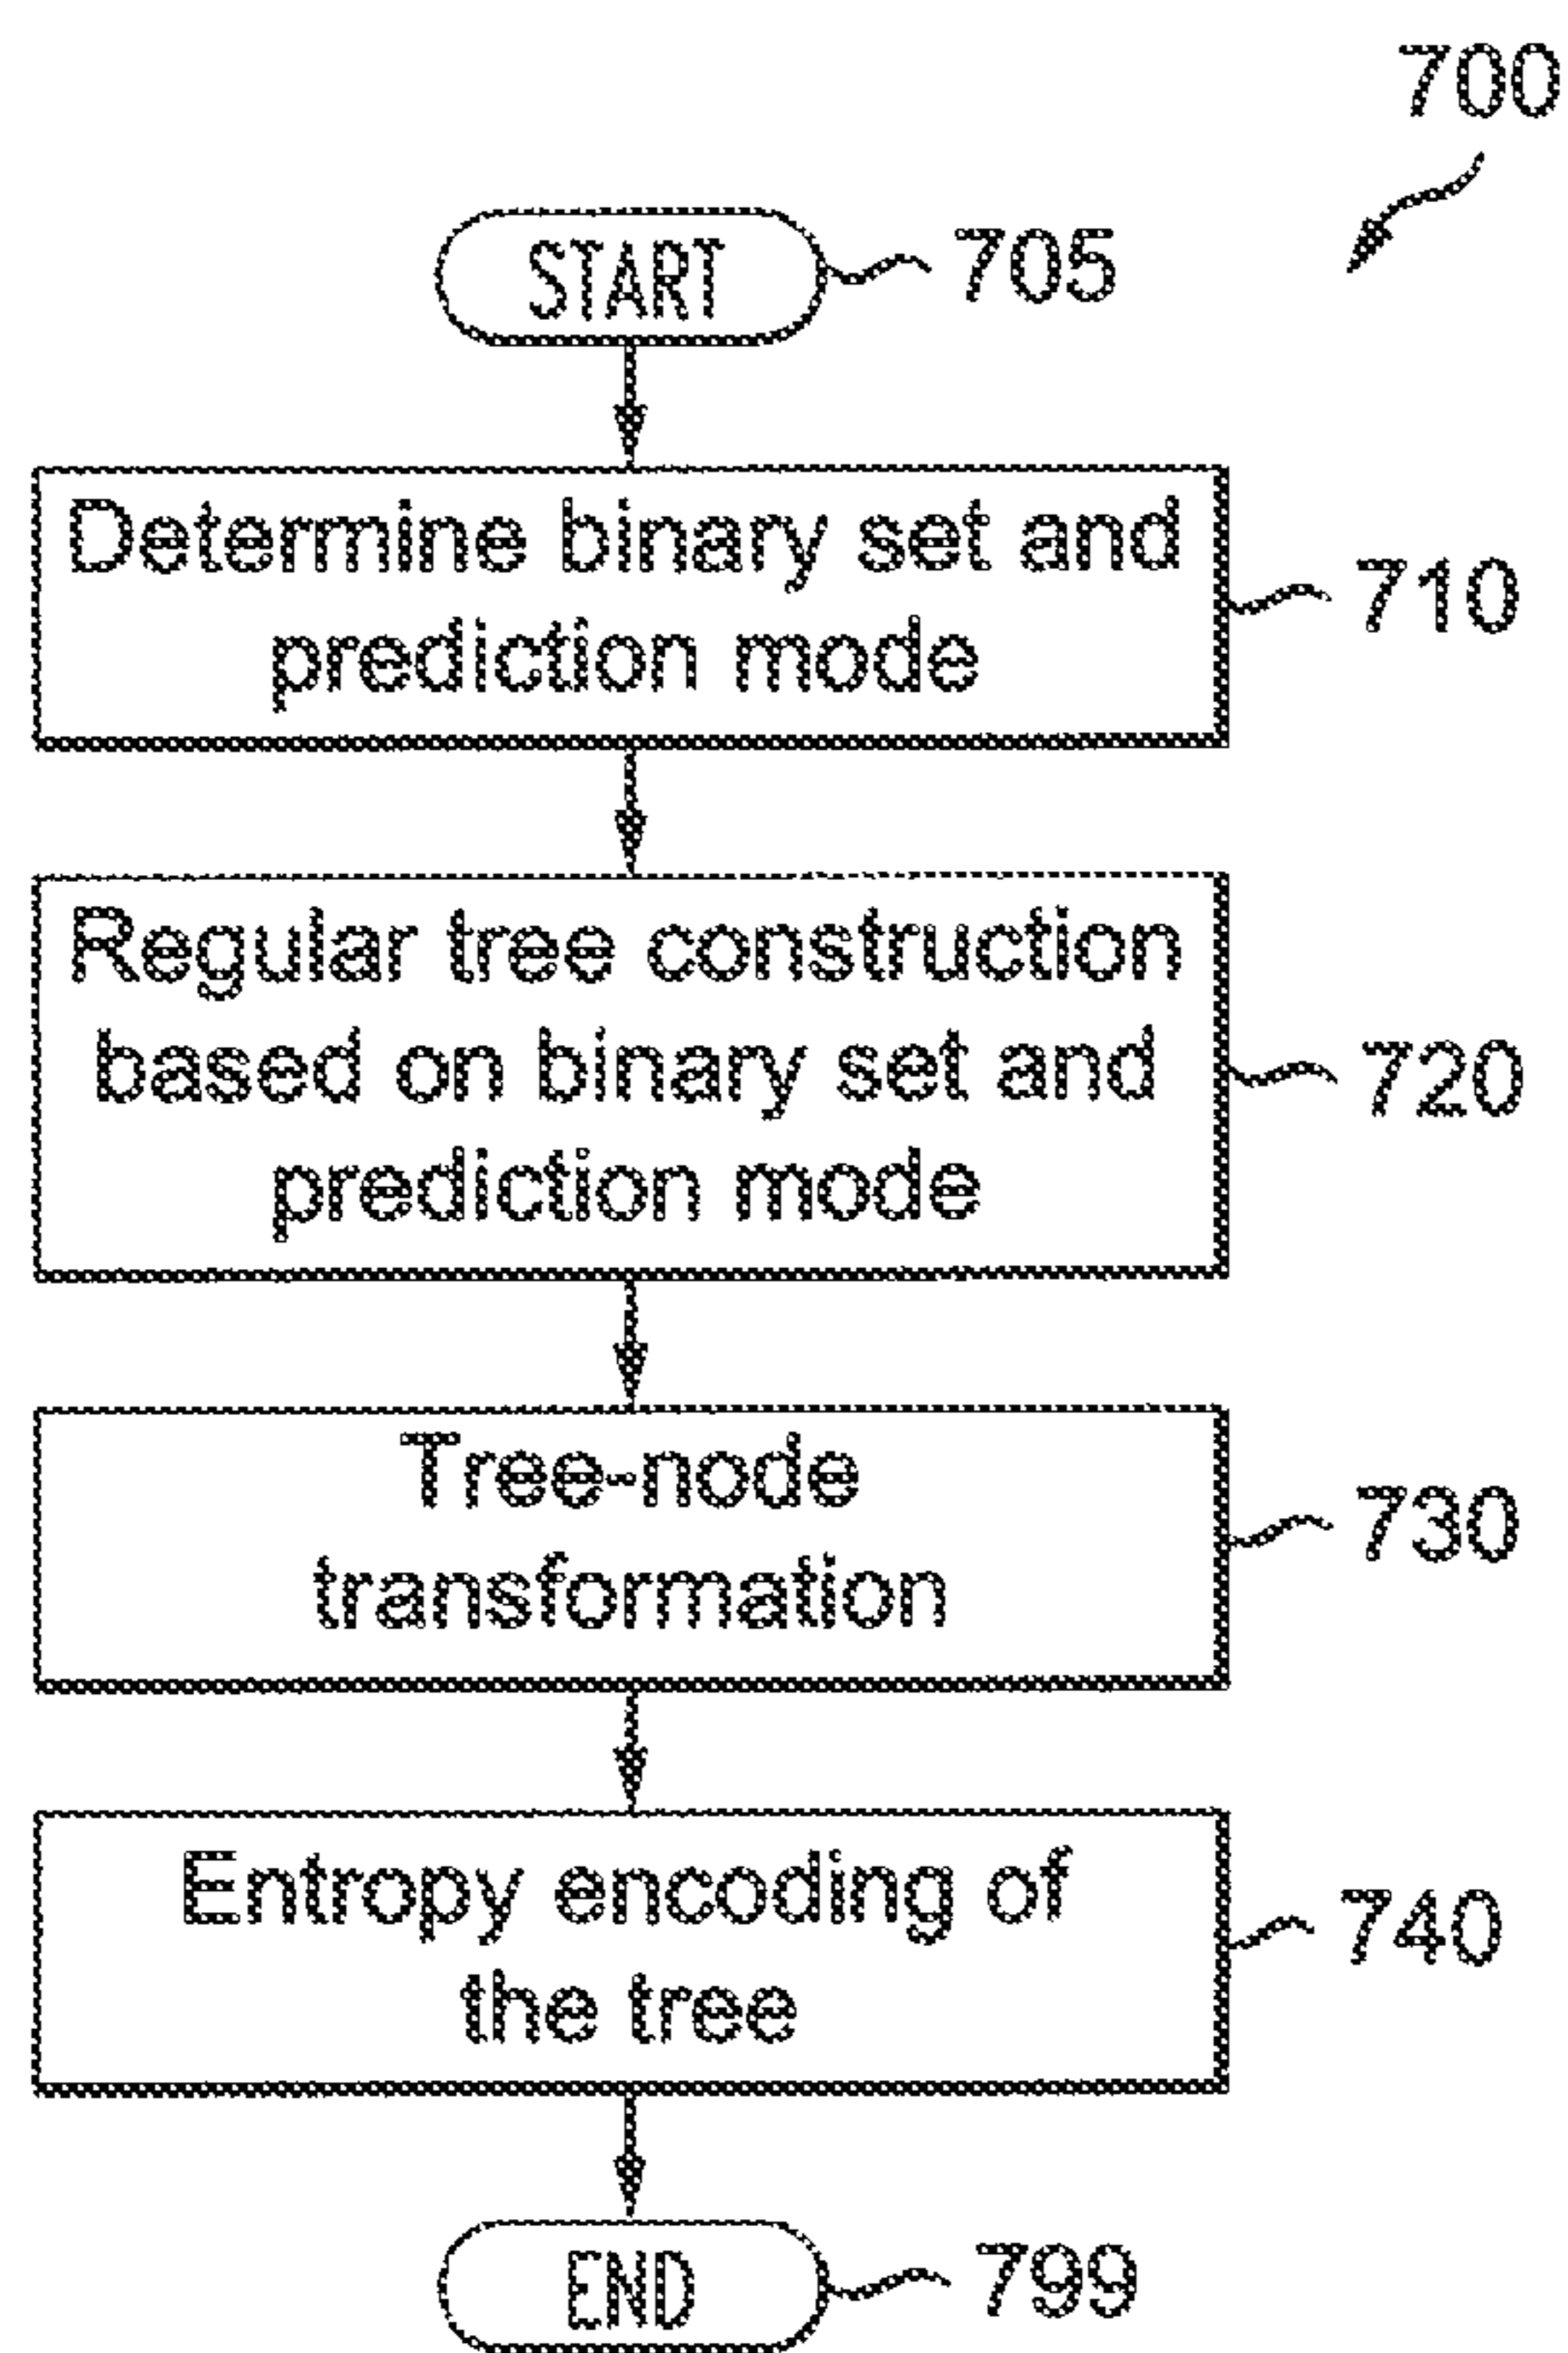 700
START
705
Determine binary set and
prediction mode
710
Regular tree construction
based on binary set and
prediction mode
720
Tree-node
transformation
730
Entropy encoding of
the tree
740
END
799